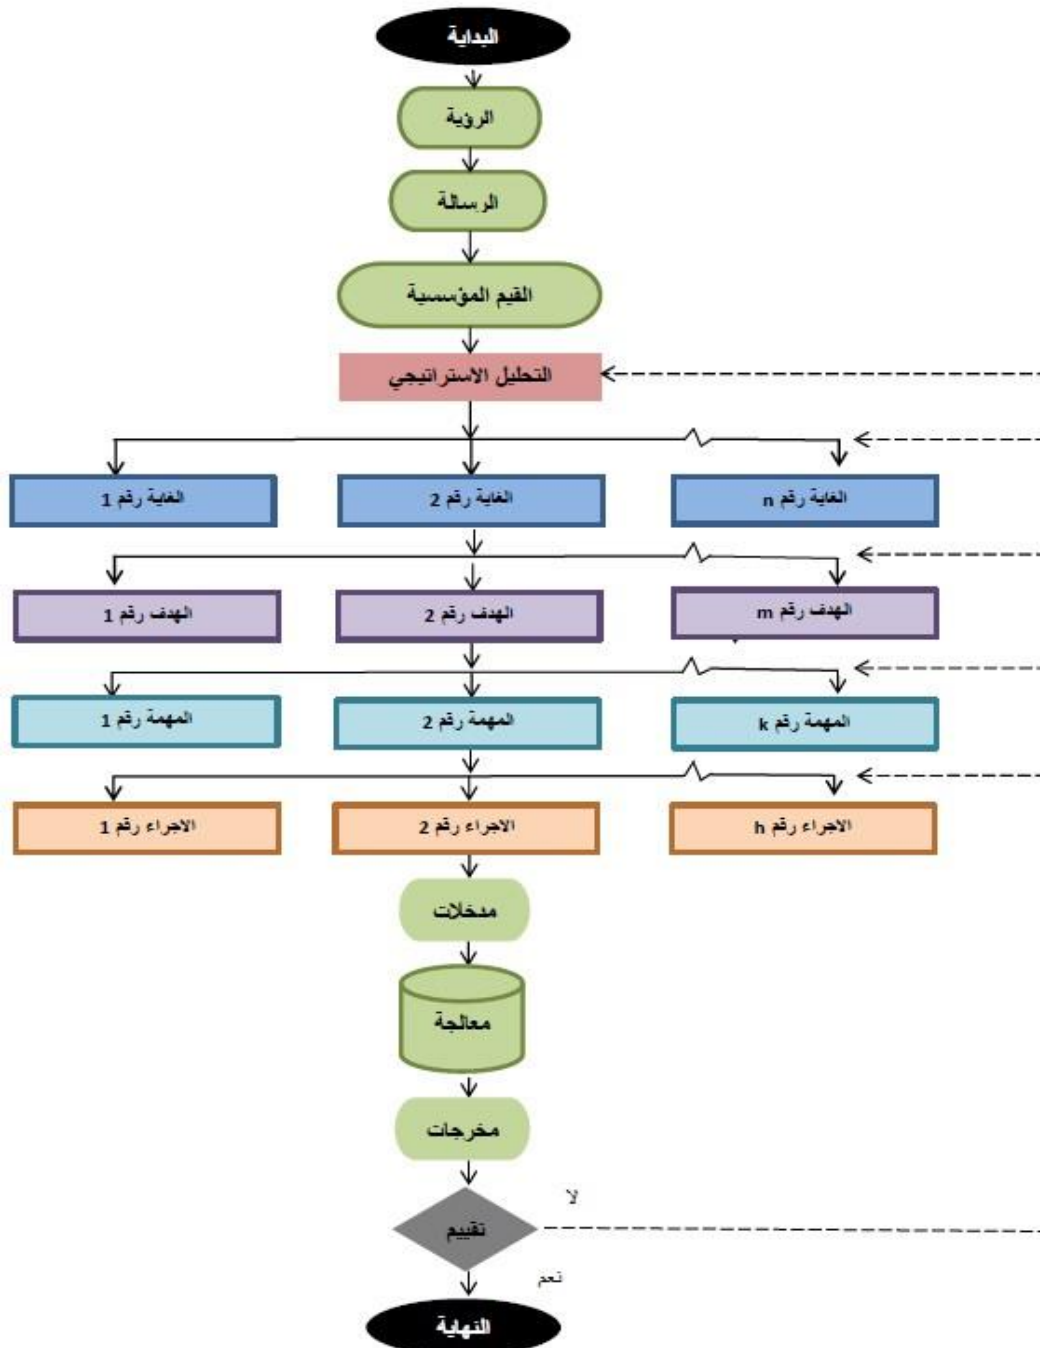 البداية
الرؤية
الرسالة
القيم المؤسسية
التحليل الاستراتيجي
الغاية رقم n
الغاية رقم 2
الغاية رقم 1
الهدف رقم m
الهدف رقم 2
الهدف رقم 1
المهمة رقم k
المهمة رقم 2
المهمة رقم 1
الاجراء رقم h
الاجراء رقم 2
الاجراء رقم 1
مدخلات
معالجة
مخرجات
لا
تقييم
نعم
النهاية